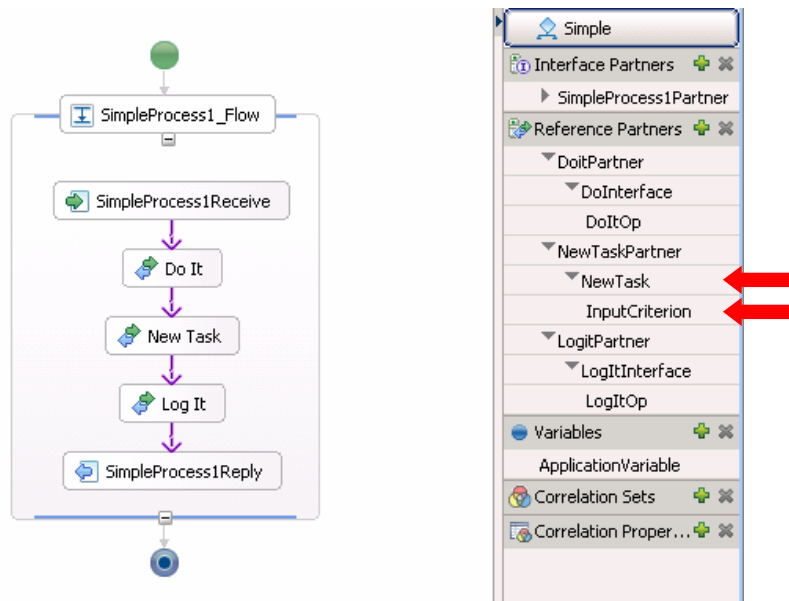 SimpleProcess1_Flow
SimpleProcess1Receive
Do It
New Task
Log It
SimpleProcess1Reply
Simple
Interface Partners
SimpleProcess1Partner
Reference Partners
DoitPartner
DoInterface
DoItOp
NewTaskPartner
NewTask
InputCriterion
LogitPartner
LogItInterface
LogItOp
Variables
ApplicationVariable
Correlation Sets
Correlation Proper...